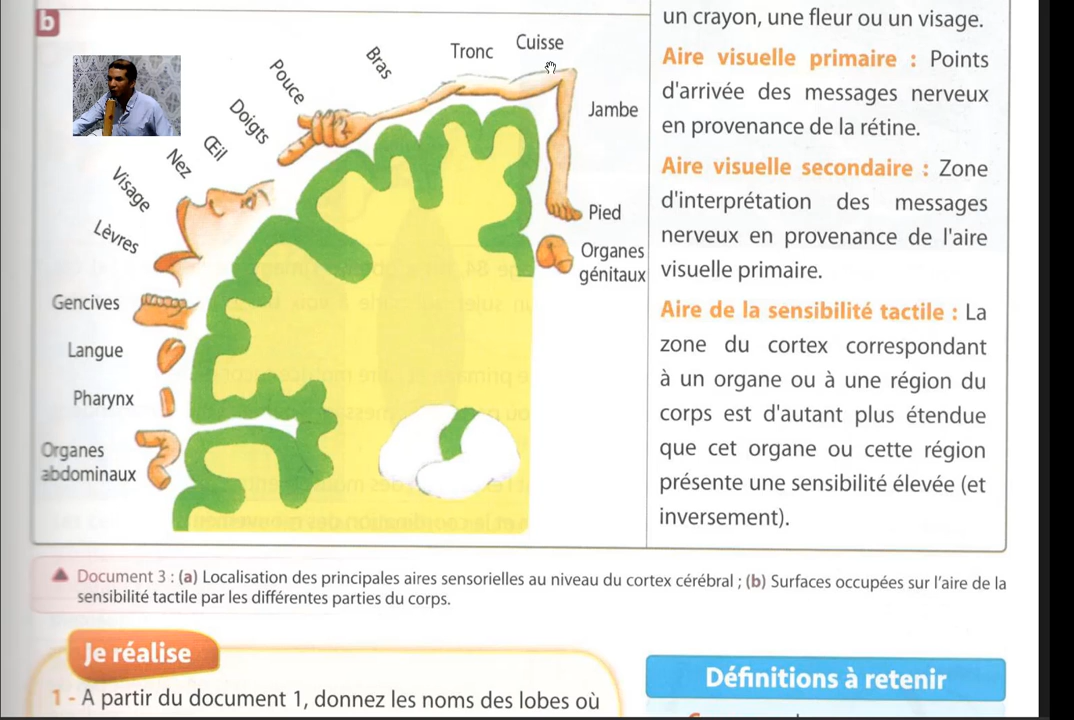 b
Cuisse
Tronc
Bras
Pouce
Doigts
Œil
Nez
Visage
Lèvres
Gencives
Langue
Pharynx
Organes
abdominaux
Jambe
Pied
Organes
génitaux
un crayon, une fleur ou un visage.
Aire visuelle primaire : Points
d'arrivée des messages nerveux
en provenance de la rétine.
Aire visuelle secondaire : Zone
d'interprétation des messages
nerveux en provenance de l'aire
visuelle primaire.
Aire de la sensibilité tactile : La
zone du cortex correspondant
à un organe ou à une région du
corps est d'autant plus étendue
que cet organe ou cette région
présente une sensibilité élevée (et
inversement).
Document 3 : (a) Localisation des principales aires sensorielles au niveau du cortex cérébral ; (b) Surfaces occupées sur l'aire de la
sensibilité tactile par les différentes parties du corps.
Je réalise
1 - A partir du document 1, donnez les noms des lobes où
Définitions à retenir